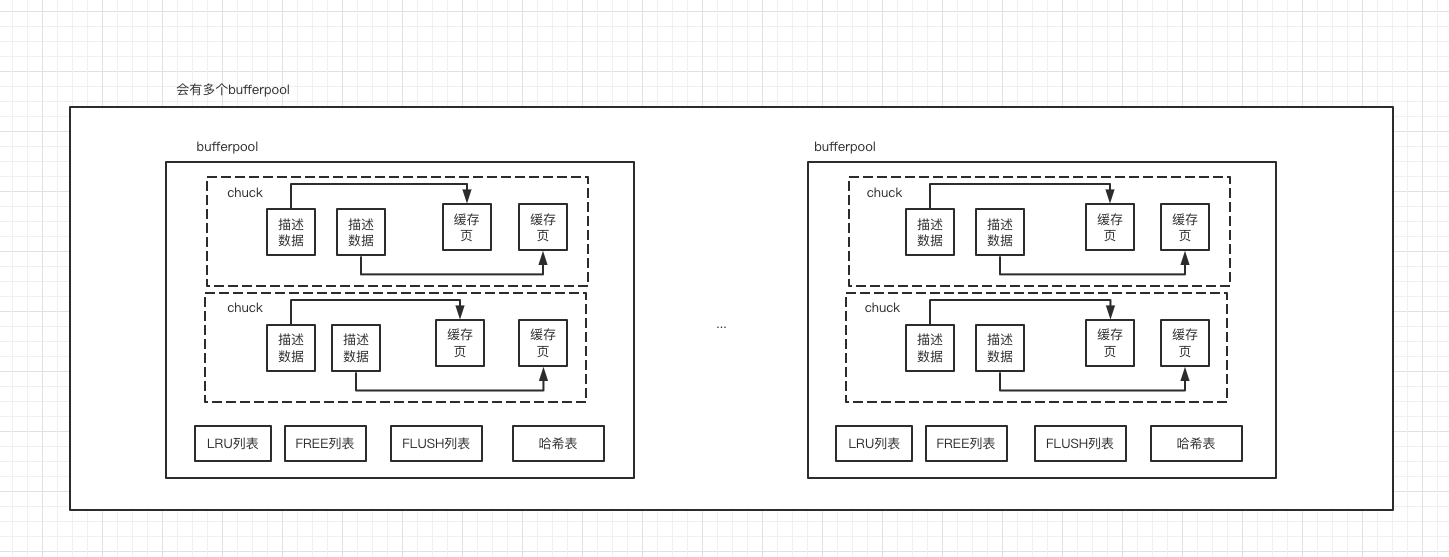 会有多个bufferpool
bufferpool
chuck
描述
数据
描述
数据
缓存
页
缓存
页
chuck
描述
数据
描述
数据
缓存
页
缓存
页
LRU列表
FREE列表
FLUSH列表
哈希表
...
bufferpool
chuck
描述
数据
描述
数据
缓存
页
缓存
页
chuck
描述
数据
描述
数据
缓存
页
缓存
页
LRU列表
FREE列表
FLUSH列表
哈希表